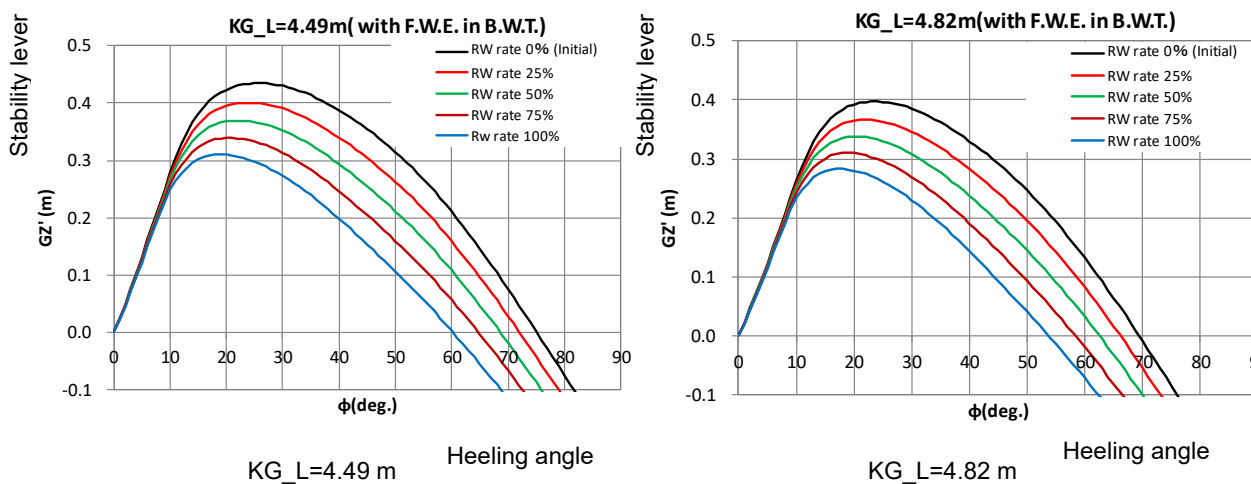 KG_L=4.49m( with F.W.E. in B.W.T.)
Stability lever
GZ' (m)
0.5
0.4
0.3
0.2
0.1
0.0
-0.1
RW rate 0% (Initial)
RW rate 25%
RW rate 50%
RW rate 75%
Rw rate 100%
0 10 20 30 40 50 60 70 80 90
ϕ(deg.)
Heeling angle
KG_L=4.49 m
KG_L=4.82m(with F.W.E. in B.W.T.)
Stability lever
GZ' (m)
0.5
0.4
0.3
0.2
0.1
0.0
-0.1
RW rate 0% (Initial)
RW rate 25%
RW rate 50%
RW rate 75%
RW rate 100%
0 10 20 30 40 50 60 70 80 90
ϕ(deg.)
Heeling angle
KG_L=4.82 m